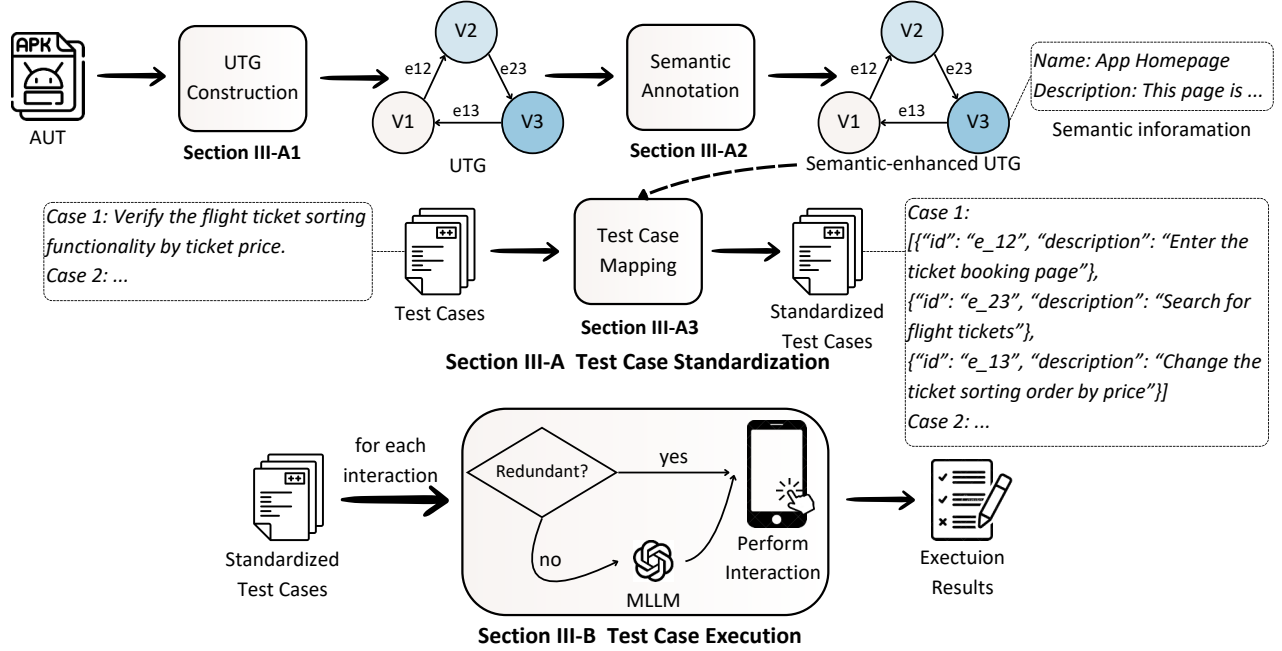 APK
AUT
UTG
Construction
Section III-A1
V2
e12
e23
V1
e13
V3
UTG
Semantic
Annotation
Section III-A2
V2
e12
e23
V1
e13
V3
Semantic-enhanced UTG
Name: App Homepage
Description: This page is ...
Semantic inforamation
Case 1: Verify the flight ticket sorting
functionality by ticket price.
Case 2: ...
++
Test Cases
Test Case
Mapping
Section III-A3
++
Standardized
Test Cases
Case 1:
[{“id”: “e_12”, “description”: “Enter the
ticket booking page”},
{“id”: “e_23”, “description”: “Search for
flight tickets”},
{“id”: “e_13”, “description”: “Change the
ticket sorting order by price”}]
Case 2: ...
Section III-A  Test Case Standardization
++
Standardized
Test Cases
for each
interaction
Redundant?
yes
no
MLLM
Perform
Interaction
Exectuion
Results
Section III-B  Test Case Execution